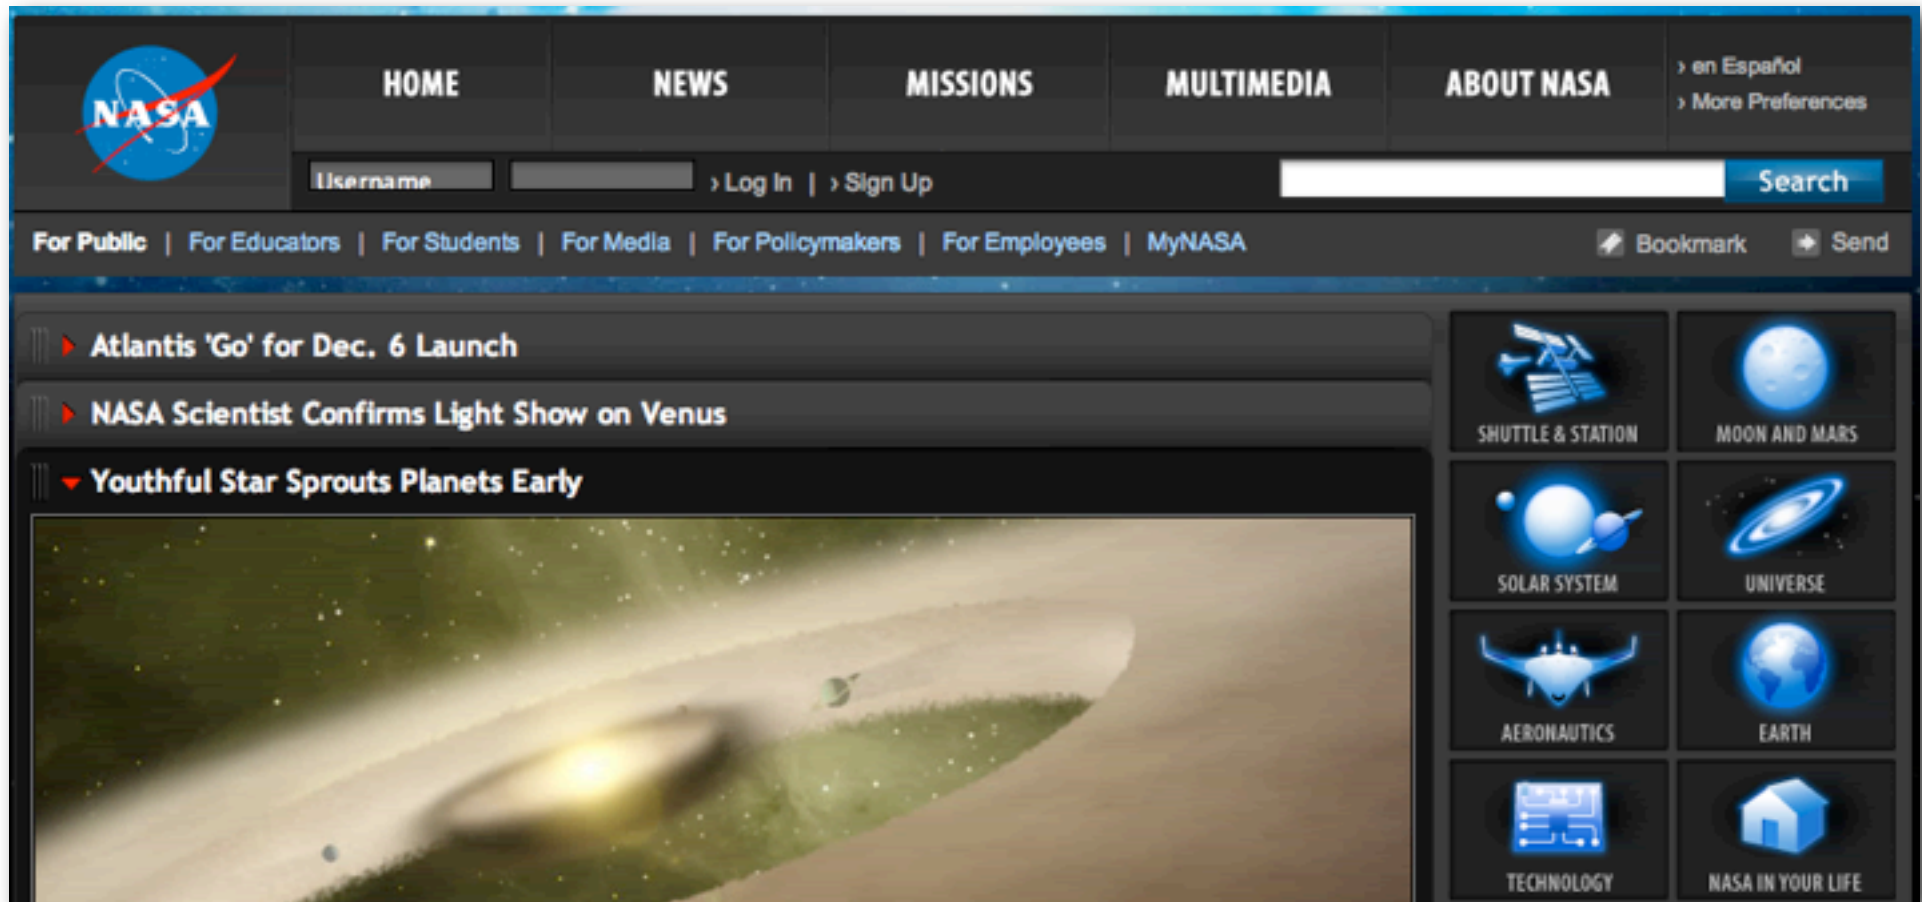 NASA
HOME NEWS MISSIONS MULTIMEDIA ABOUT NASA
› en Español
› More Preferences
Username › Log In | › Sign Up Search
For Public | For Educators | For Students | For Media | For Policymakers | For Employees | MyNASA Bookmark Send
Atlantis 'Go' for Dec. 6 Launch
NASA Scientist Confirms Light Show on Venus
Youthful Star Sprouts Planets Early
SHUTTLE & STATION MOON AND MARS
SOLAR SYSTEM UNIVERSE
AERONAUTICS EARTH
TECHNOLOGY NASA IN YOUR LIFE